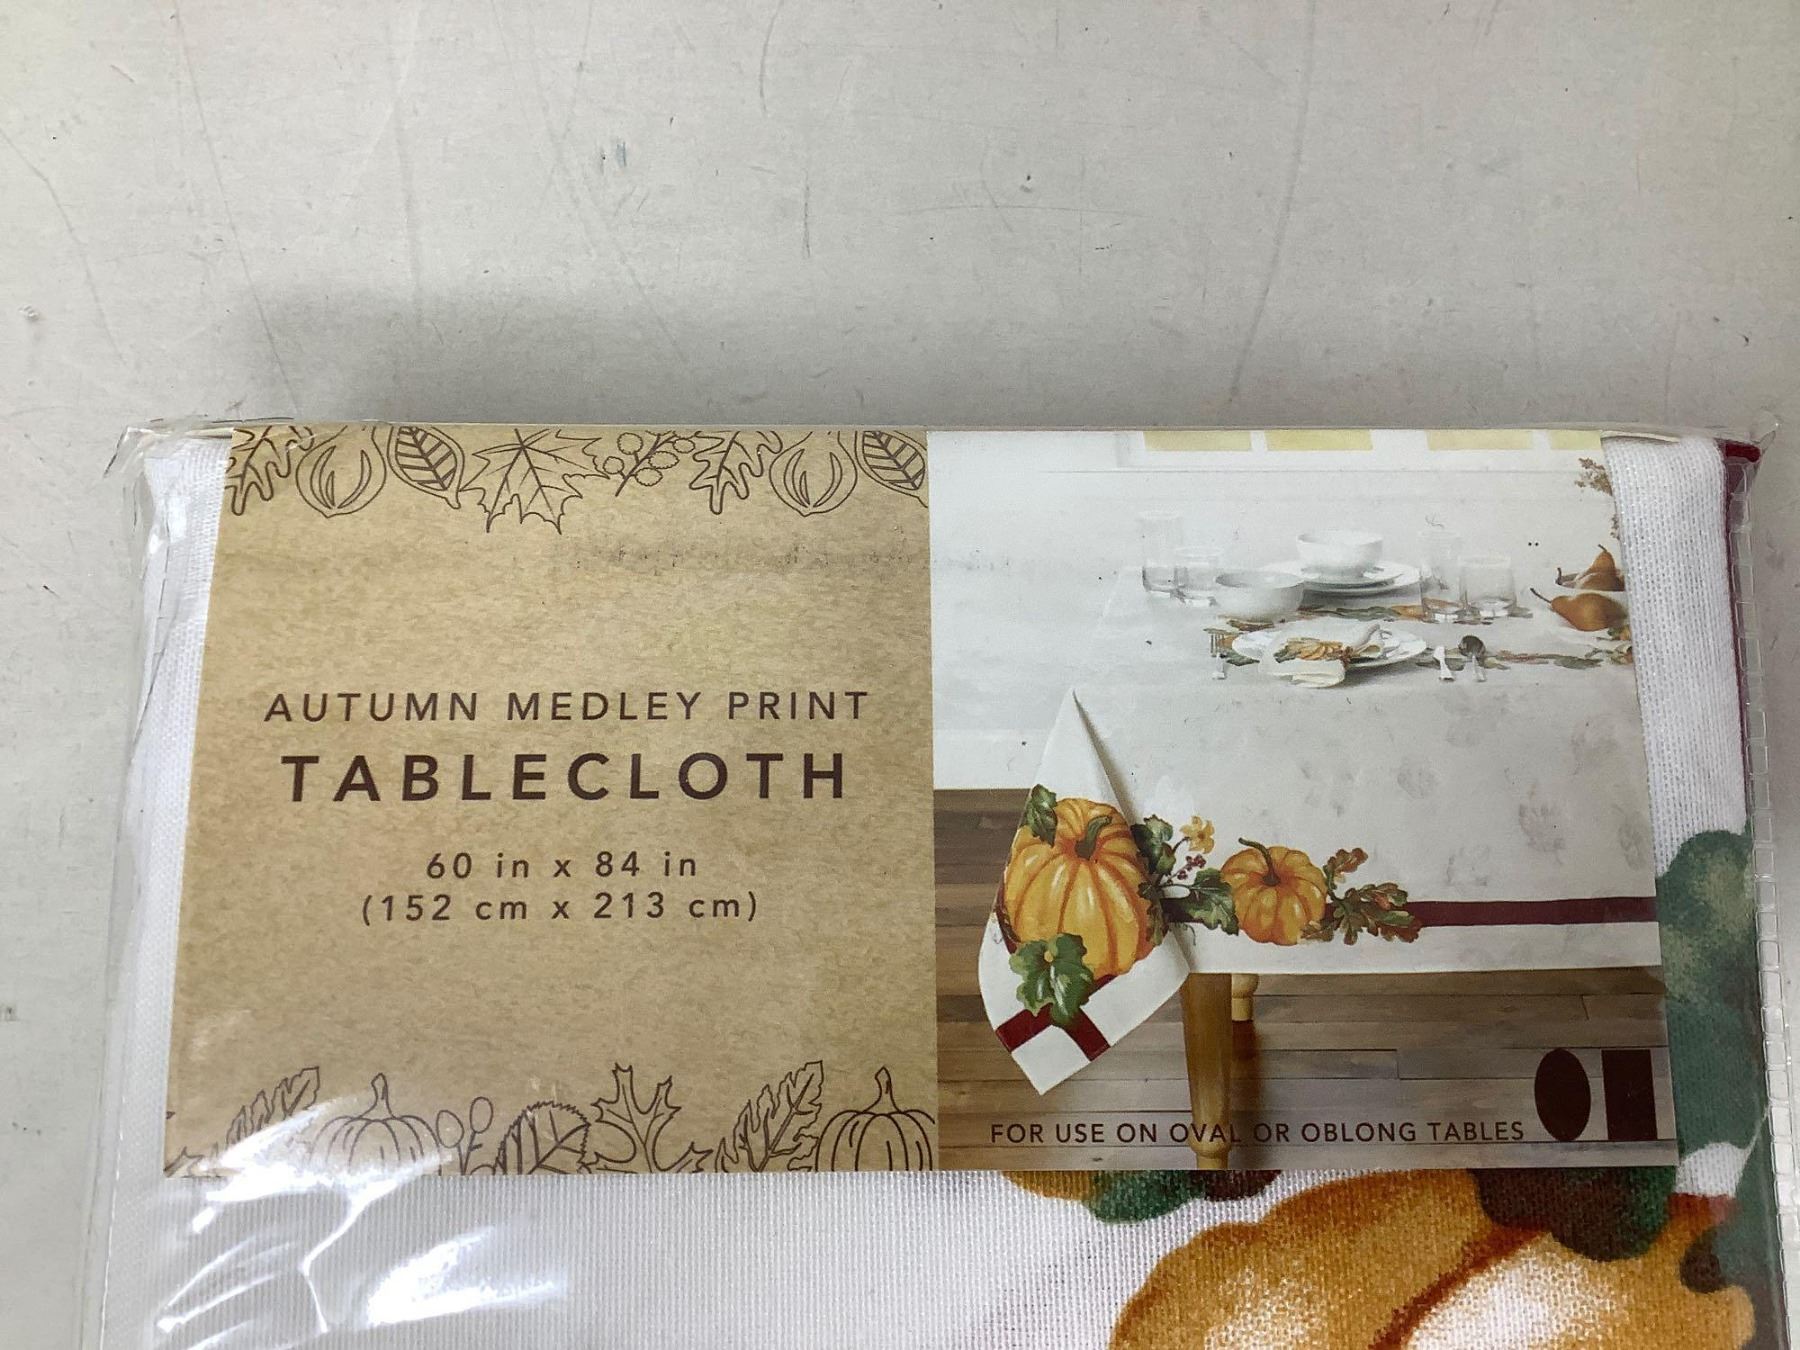 AUTUMN MEDLEY PRINT
TABLECLOTH
60 in x 84 in
(152 cm x 213 cm)
FOR USE ON OVAL OR OBLONG TABLES